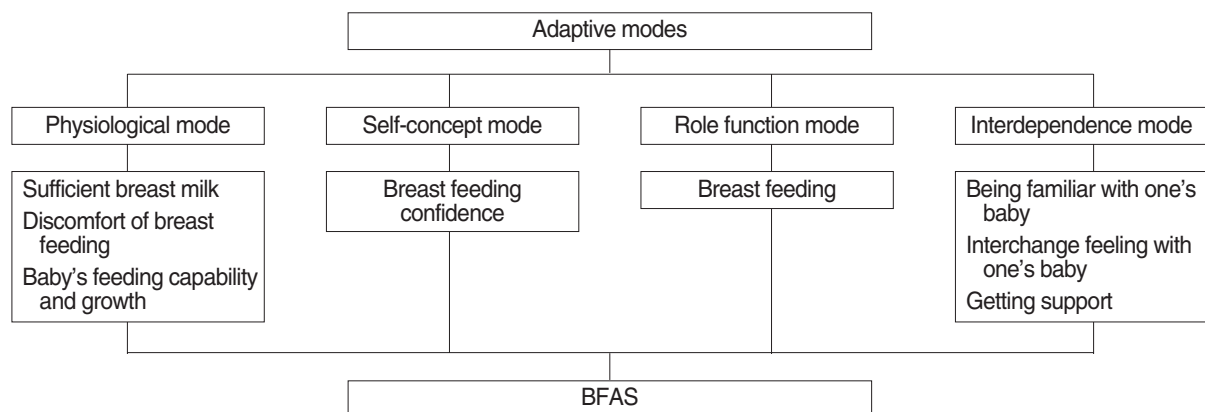 Adaptive modes
Physiological mode
Self-concept mode
Role function mode
Interdependence mode
Sufficient breast milk
Discomfort of breast
feeding
Baby's feeding capability
and growth
Breast feeding
confidence
Breast feeding
Being familiar with one's
baby
Interchange feeling with
one's baby
Getting support
BFAS